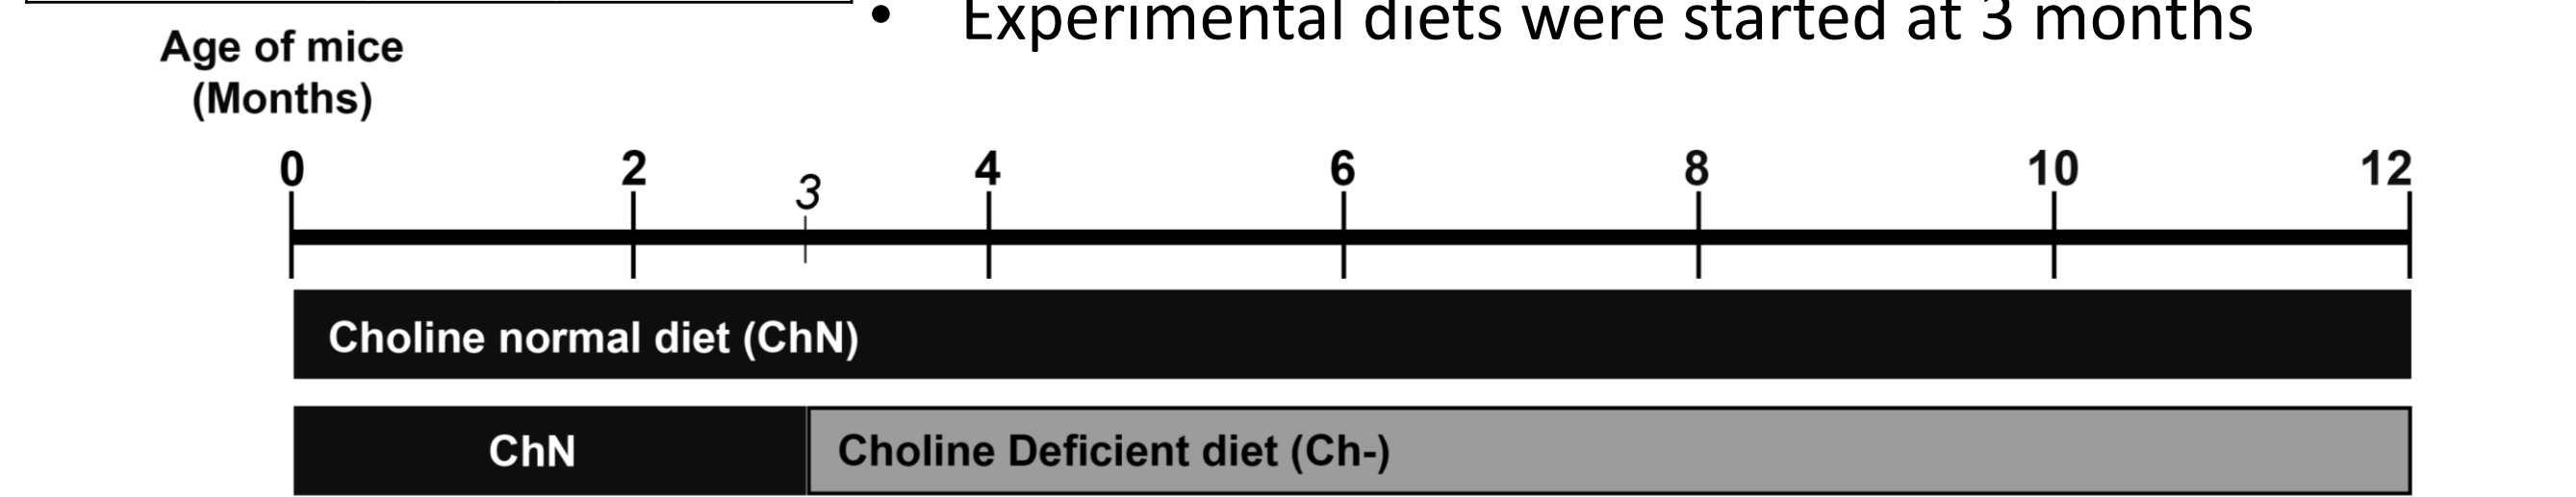 • Experimental diets were started at 3 months
Age of mice
(Months)
0 2 3 4 6 8 10 12
Choline normal diet (ChN)
ChN Choline Deficient diet (Ch-)